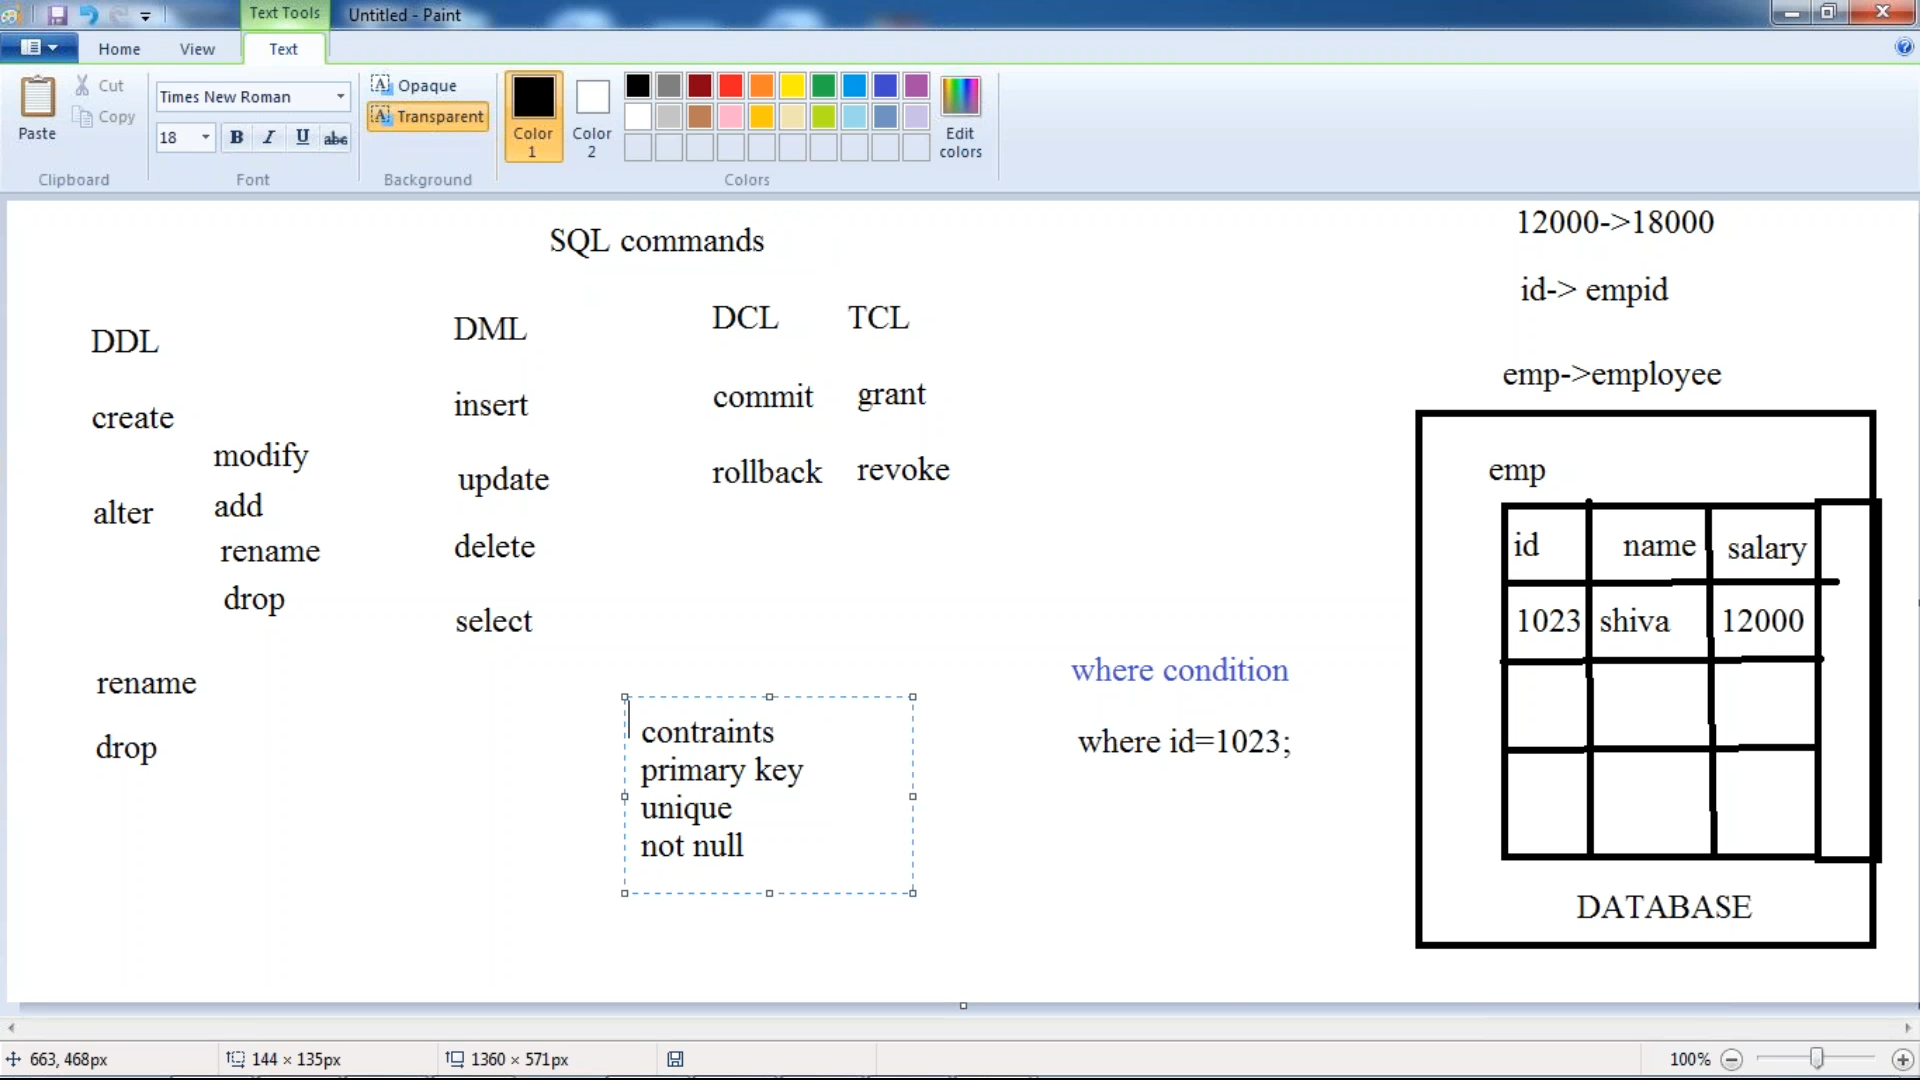 Text Tools
Untitled - Paint
Home
View
Text
Paste
Cut
Copy
Clipboard
Times New Roman
18
B I U abc
Font
Opaque
Transparent
Background
Color 1
Color 2
Edit colors
Colors
SQL commands
DDL
create
alter
modify
add
rename
drop
rename
drop
DML
insert
update
delete
select
DCL
commit
rollback
TCL
grant
revoke
contraints
primary key
unique
not null
where condition
where id=1023;
12000->18000
id-> empid
emp->employee
emp
id name salary
1023 shiva 12000
DATABASE
663, 468px
144 × 135px
1360 × 571px
100%